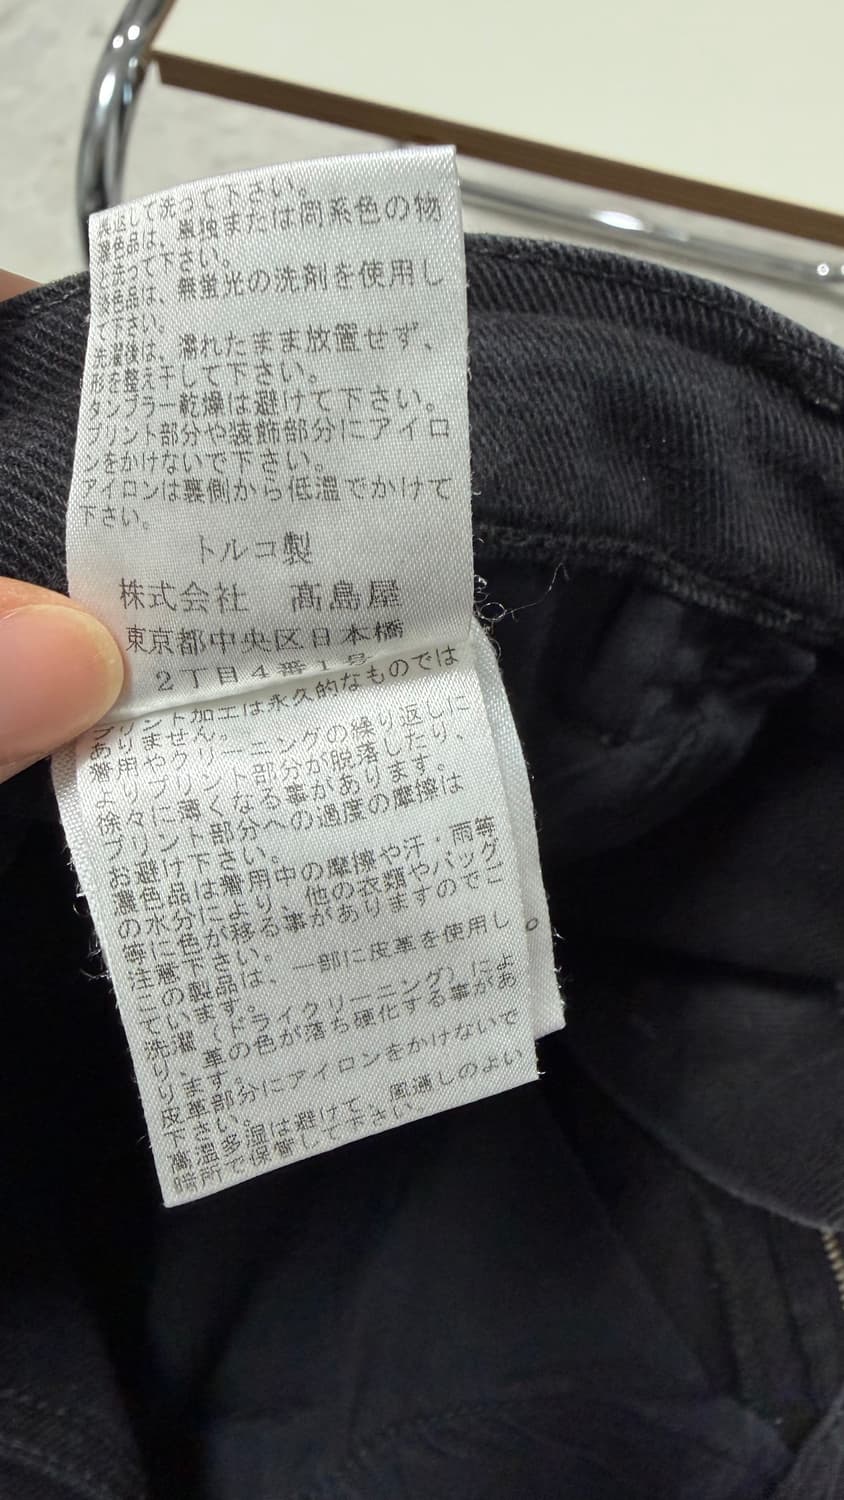 裏返して洗って下さい。
濃色品は、単独または同系色の物
と洗って下さい。
淡色品は、無蛍光の洗剤を使用し
て下さい。
洗濯後は、濡れたまま放置せず、
形を整え干して下さい。
タンブラー乾燥は避けて下さい。
プリント部分や装飾部分にアイロ
ンをかけないで下さい。
アイロンは裏側から低温でかけて
下さい。
トルコ製
株式会社 髙島屋
東京都中央区日本橋
2丁目4番1号
プリント加工は永久的なものでは
ありません。
着用やクリーニングの繰り返しに
よりプリント部分が脱落したり、
徐々に薄くなる事があります。
プリント部分への過度の摩擦は
お避け下さい。
濃色品は着用中の摩擦や汗・雨等
の水分により、他の衣類やバッグ
等に色が移る事がありますのでご
注意下さい。
この製品は、一部に皮革を使用し
ています。
洗濯（ドライクリーニング）によ
り、革の色が落ち硬化する事があ
ります。
皮革部分にアイロンをかけないで
下さい。
高温多湿は避けて、風通しのよい
場所で保管して下さい。